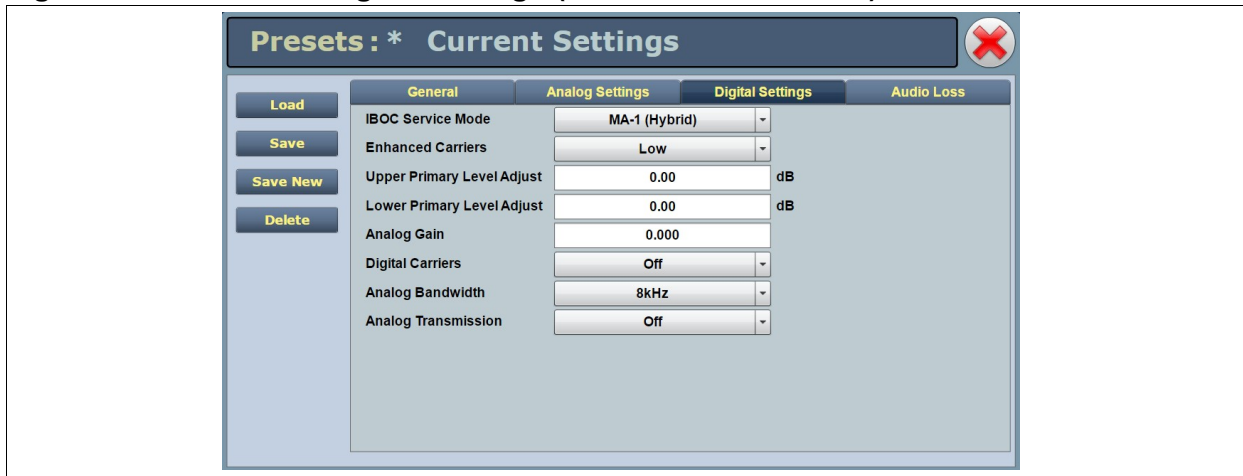 Presets:* Current Settings
Load
Save
Save New
Delete
General Analog Settings Digital Settings Audio Loss
IBOC Service Mode MA-1 (Hybrid)
Enhanced Carriers Low
Upper Primary Level Adjust 0.00 dB
Lower Primary Level Adjust 0.00 dB
Analog Gain 0.000
Digital Carriers Off
Analog Bandwidth 8kHz
Analog Transmission Off